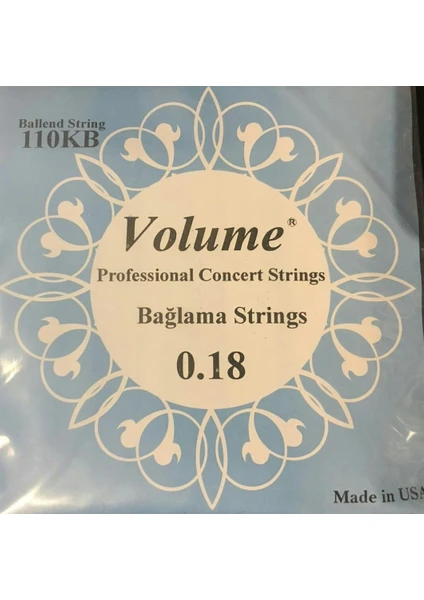 Ballend String
110KB
Volume®
Professional Concert Strings
Bağlama Strings
0.18
Made in USA